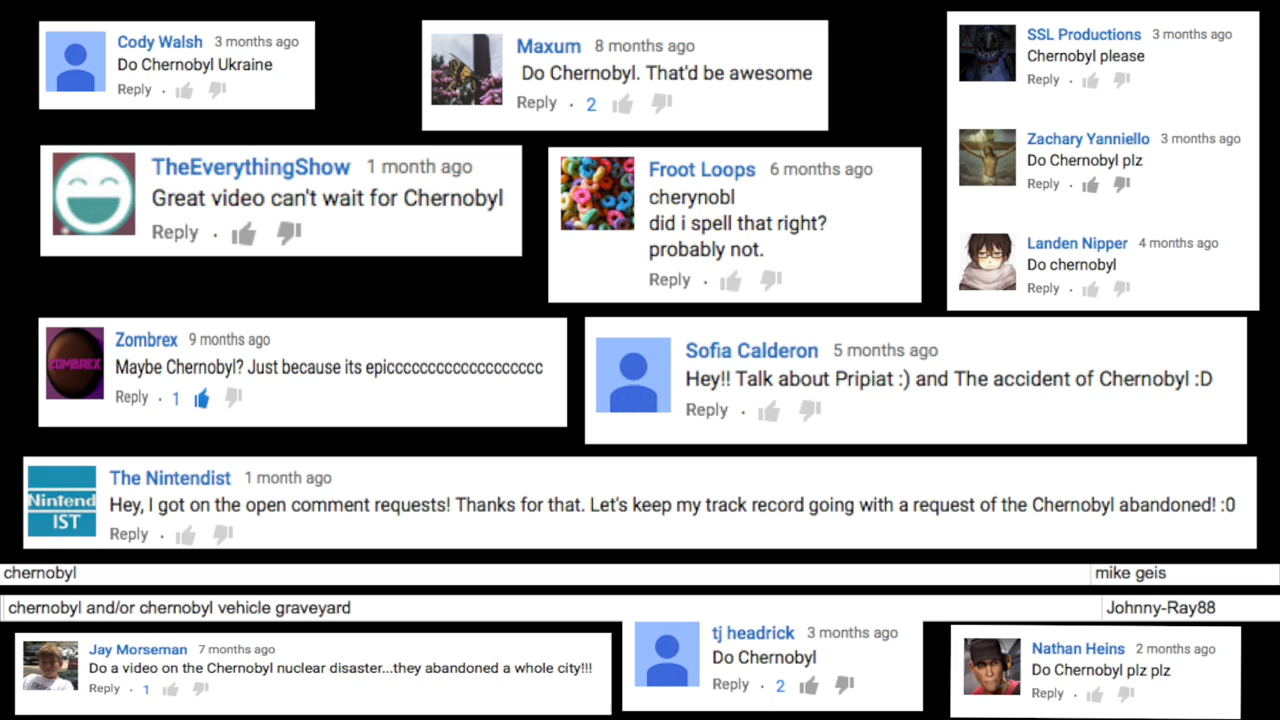 Cody Walsh 3 months ago
Do Chernobyl Ukraine
Reply
Maxum 8 months ago
Do Chernobyl. That'd be awesome
Reply · 2
SSL Productions 3 months ago
Chernobyl please
Reply
Zachary Yanniello 3 months ago
Do Chernobyl plz
Reply
Landen Nipper 4 months ago
Do chernobyl
Reply
TheEverythingShow 1 month ago
Great video can't wait for Chernobyl
Reply
Froot Loops 6 months ago
cherynobl
did i spell that right?
probably not.
Reply
ZOMBREX
Zombrex 9 months ago
Maybe Chernobyl? Just because its epicccccccccccccccccccc
Reply · 1
Sofia Calderon 5 months ago
Hey!! Talk about Pripiat :) and The accident of Chernobyl :D
Reply
Nintend
IST
The Nintendist 1 month ago
Hey, I got on the open comment requests! Thanks for that. Let's keep my track record going with a request of the Chernobyl abandoned! :0
Reply
chernobyl mike geis
chernobyl and/or chernobyl vehicle graveyard Johnny-Ray88
Jay Morseman 7 months ago
Do a video on the Chernobyl nuclear disaster...they abandoned a whole city!!!
Reply · 1
tj headrick 3 months ago
Do Chernobyl
Reply · 2
Nathan Heins 2 months ago
Do Chernobyl plz plz
Reply